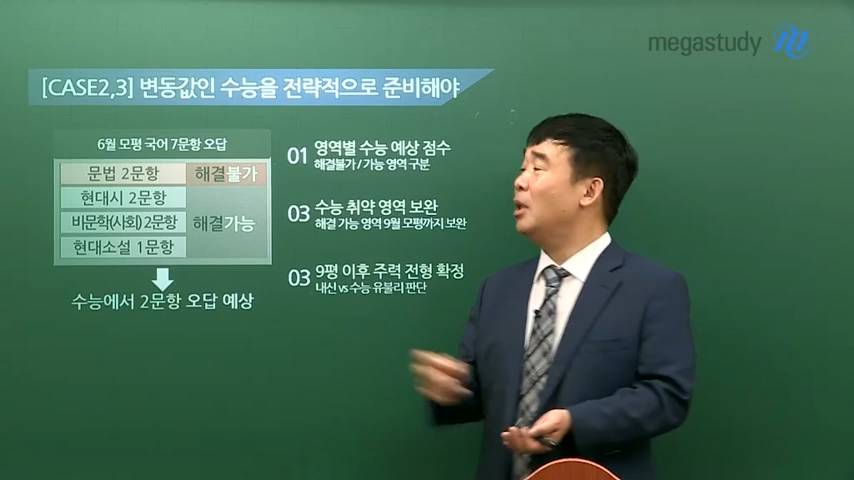 megastudy
[CASE2,3] 변동값인 수능을 전략적으로 준비해야
6월 모평 국어 7문항 오답
문법 2문항 해결불가
현대시 2문항
비문학(사회) 2문항 해결가능
현대소설 1문항
수능에서 2문항 오답 예상
01 영역별 수능 예상 점수
해결불가 / 가능 영역 구분
03 수능 취약 영역 보완
해결 가능 영역 9월 모평까지 보완
03 9평 이후 주력 전형 확정
내신 vs 수능 유불리 판단